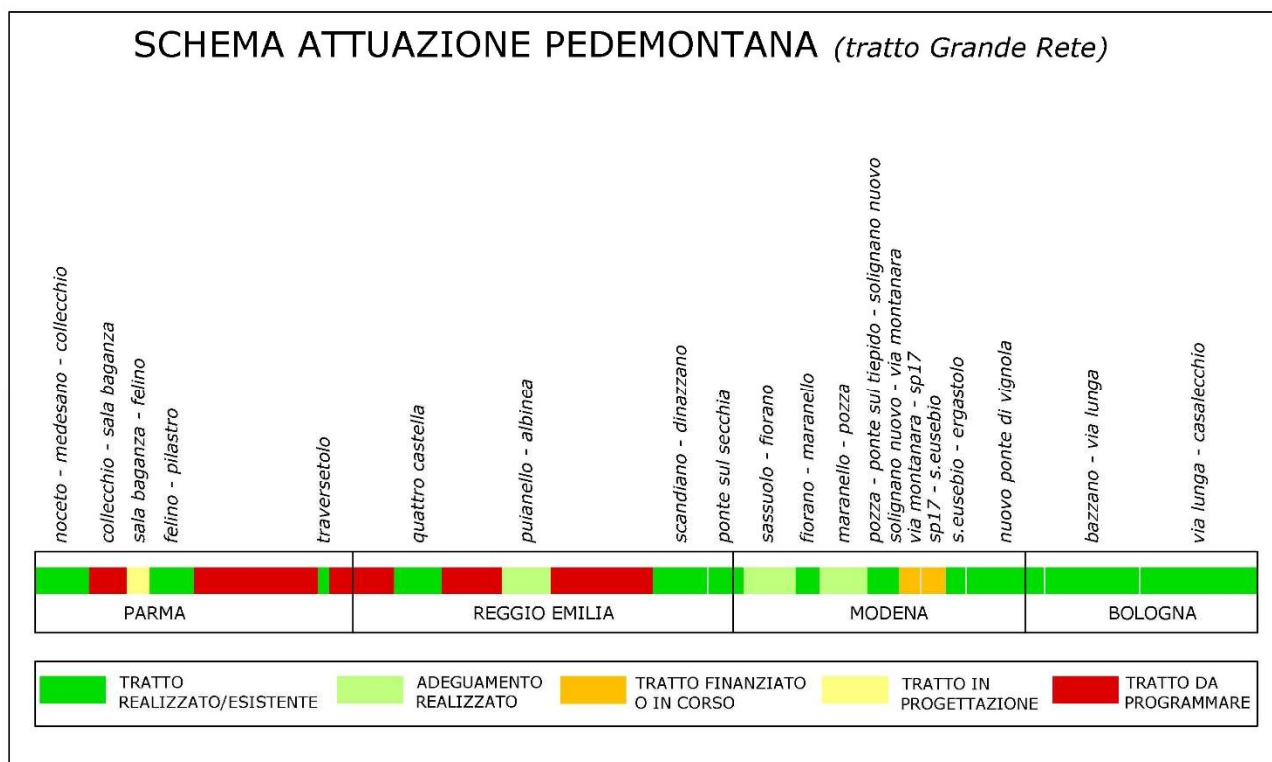 SCHEMA ATTUAZIONE PEDEMONTANA (tratto Grande Rete)
noceto - medesano - collecchio
collecchio - sala baganza
sala baganza - felino
felino - pilastro
traversetolo
quattro castella
puianello - albinea
scandiano - dinazzano
ponte sul secchia
sassuolo - fiorano
fiorano - maranello
maranello - pozza
pozza - ponte sul tiepido - solignano nuovo
solignano nuovo - via montanara
via montanara - sp17
sp17 - s.eusebio
s.eusebio - ergastolo
nuovo ponte di vignola
bazzano - via lunga
via lunga - casalecchio
PARMA
REGGIO EMILIA
MODENA
BOLOGNA
TRATTO
REALIZZATO/ESISTENTE
ADEGUAMENTO
REALIZZATO
TRATTO FINANZIATO
O IN CORSO
TRATTO IN
PROGETTAZIONE
TRATTO DA
PROGRAMMARE